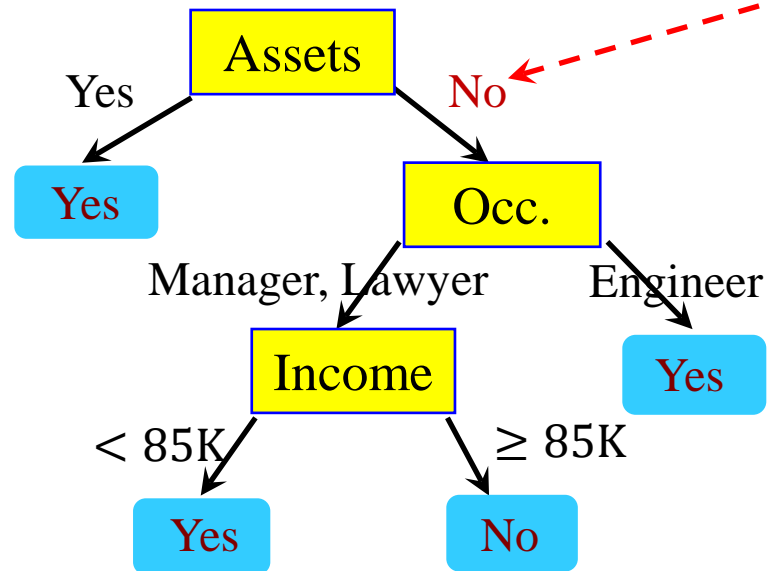 Assets
Yes
No
Yes
Occ.
Manager, Lawyer
Engineer
Income
Yes
< 85K
≥ 85K
Yes
No